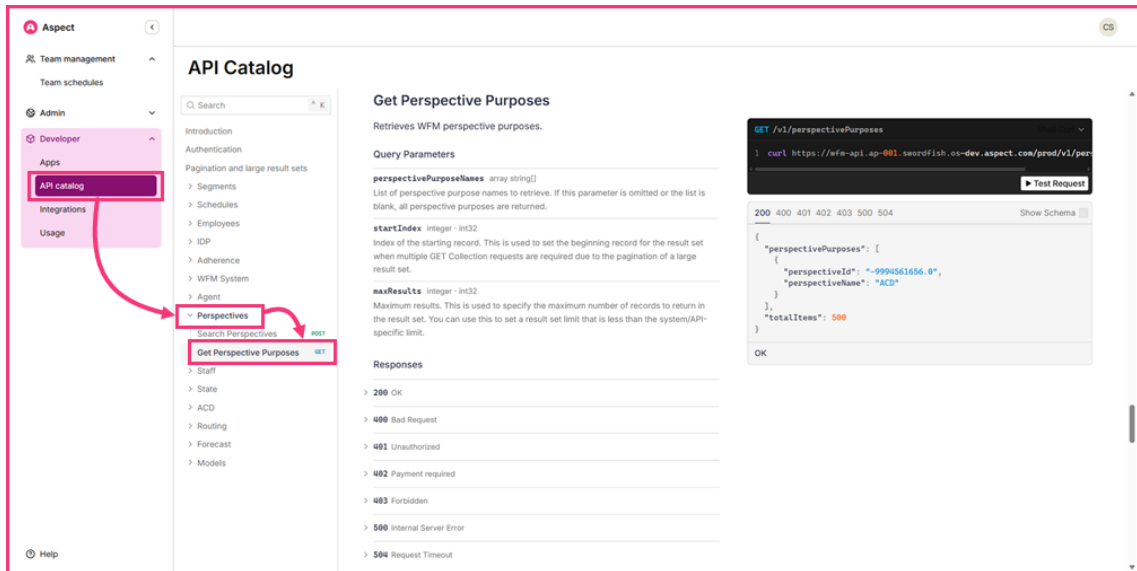 Aspect
CS
Team management
Team schedules
Admin
Developer
Apps
API catalog
Integrations
Usage
Help
API Catalog
Search
^ K
Introduction
Authentication
Pagination and large result sets
> Segments
> Schedules
> Employees
> IDP
> Adherence
> WFM System
> Agent
Perspectives
Search Perspectives POST
Get Perspective Purposes GET
> Staff
> State
> ACD
> Routing
> Forecast
> Models
Get Perspective Purposes
Retrieves WFM perspective purposes.
Query Parameters
perspectivePurposeNames array string[]
List of perspective purpose names to retrieve. If this parameter is omitted or the list is
blank, all perspective purposes are returned.
startIndex integer · int32
Index of the starting record. This is used to set the beginning record for the result set
when multiple GET Collection requests are required due to the pagination of a large
result set.
maxResults integer · int32
Maximum results. This is used to specify the maximum number of records to return in
the result set. You can use this to set a result set limit that is less than the system/API-
specific limit.
Responses
> 200 OK
> 400 Bad Request
> 401 Unauthorized
> 402 Payment required
> 403 Forbidden
> 500 Internal Server Error
> 504 Request Timeout
GET /v1/perspectivePurposes
1 curl https://wfm-api.ap-001.swordfish.os-dev.aspect.com/prod/v1/per
Test Request
200 400 401 402 403 500 504 Show Schema
{
"perspectivePurposes": [
{
"perspectiveId": "-9994561656.0",
"perspectiveName": "ACD"
}
],
"totalItems": 500
}
OK